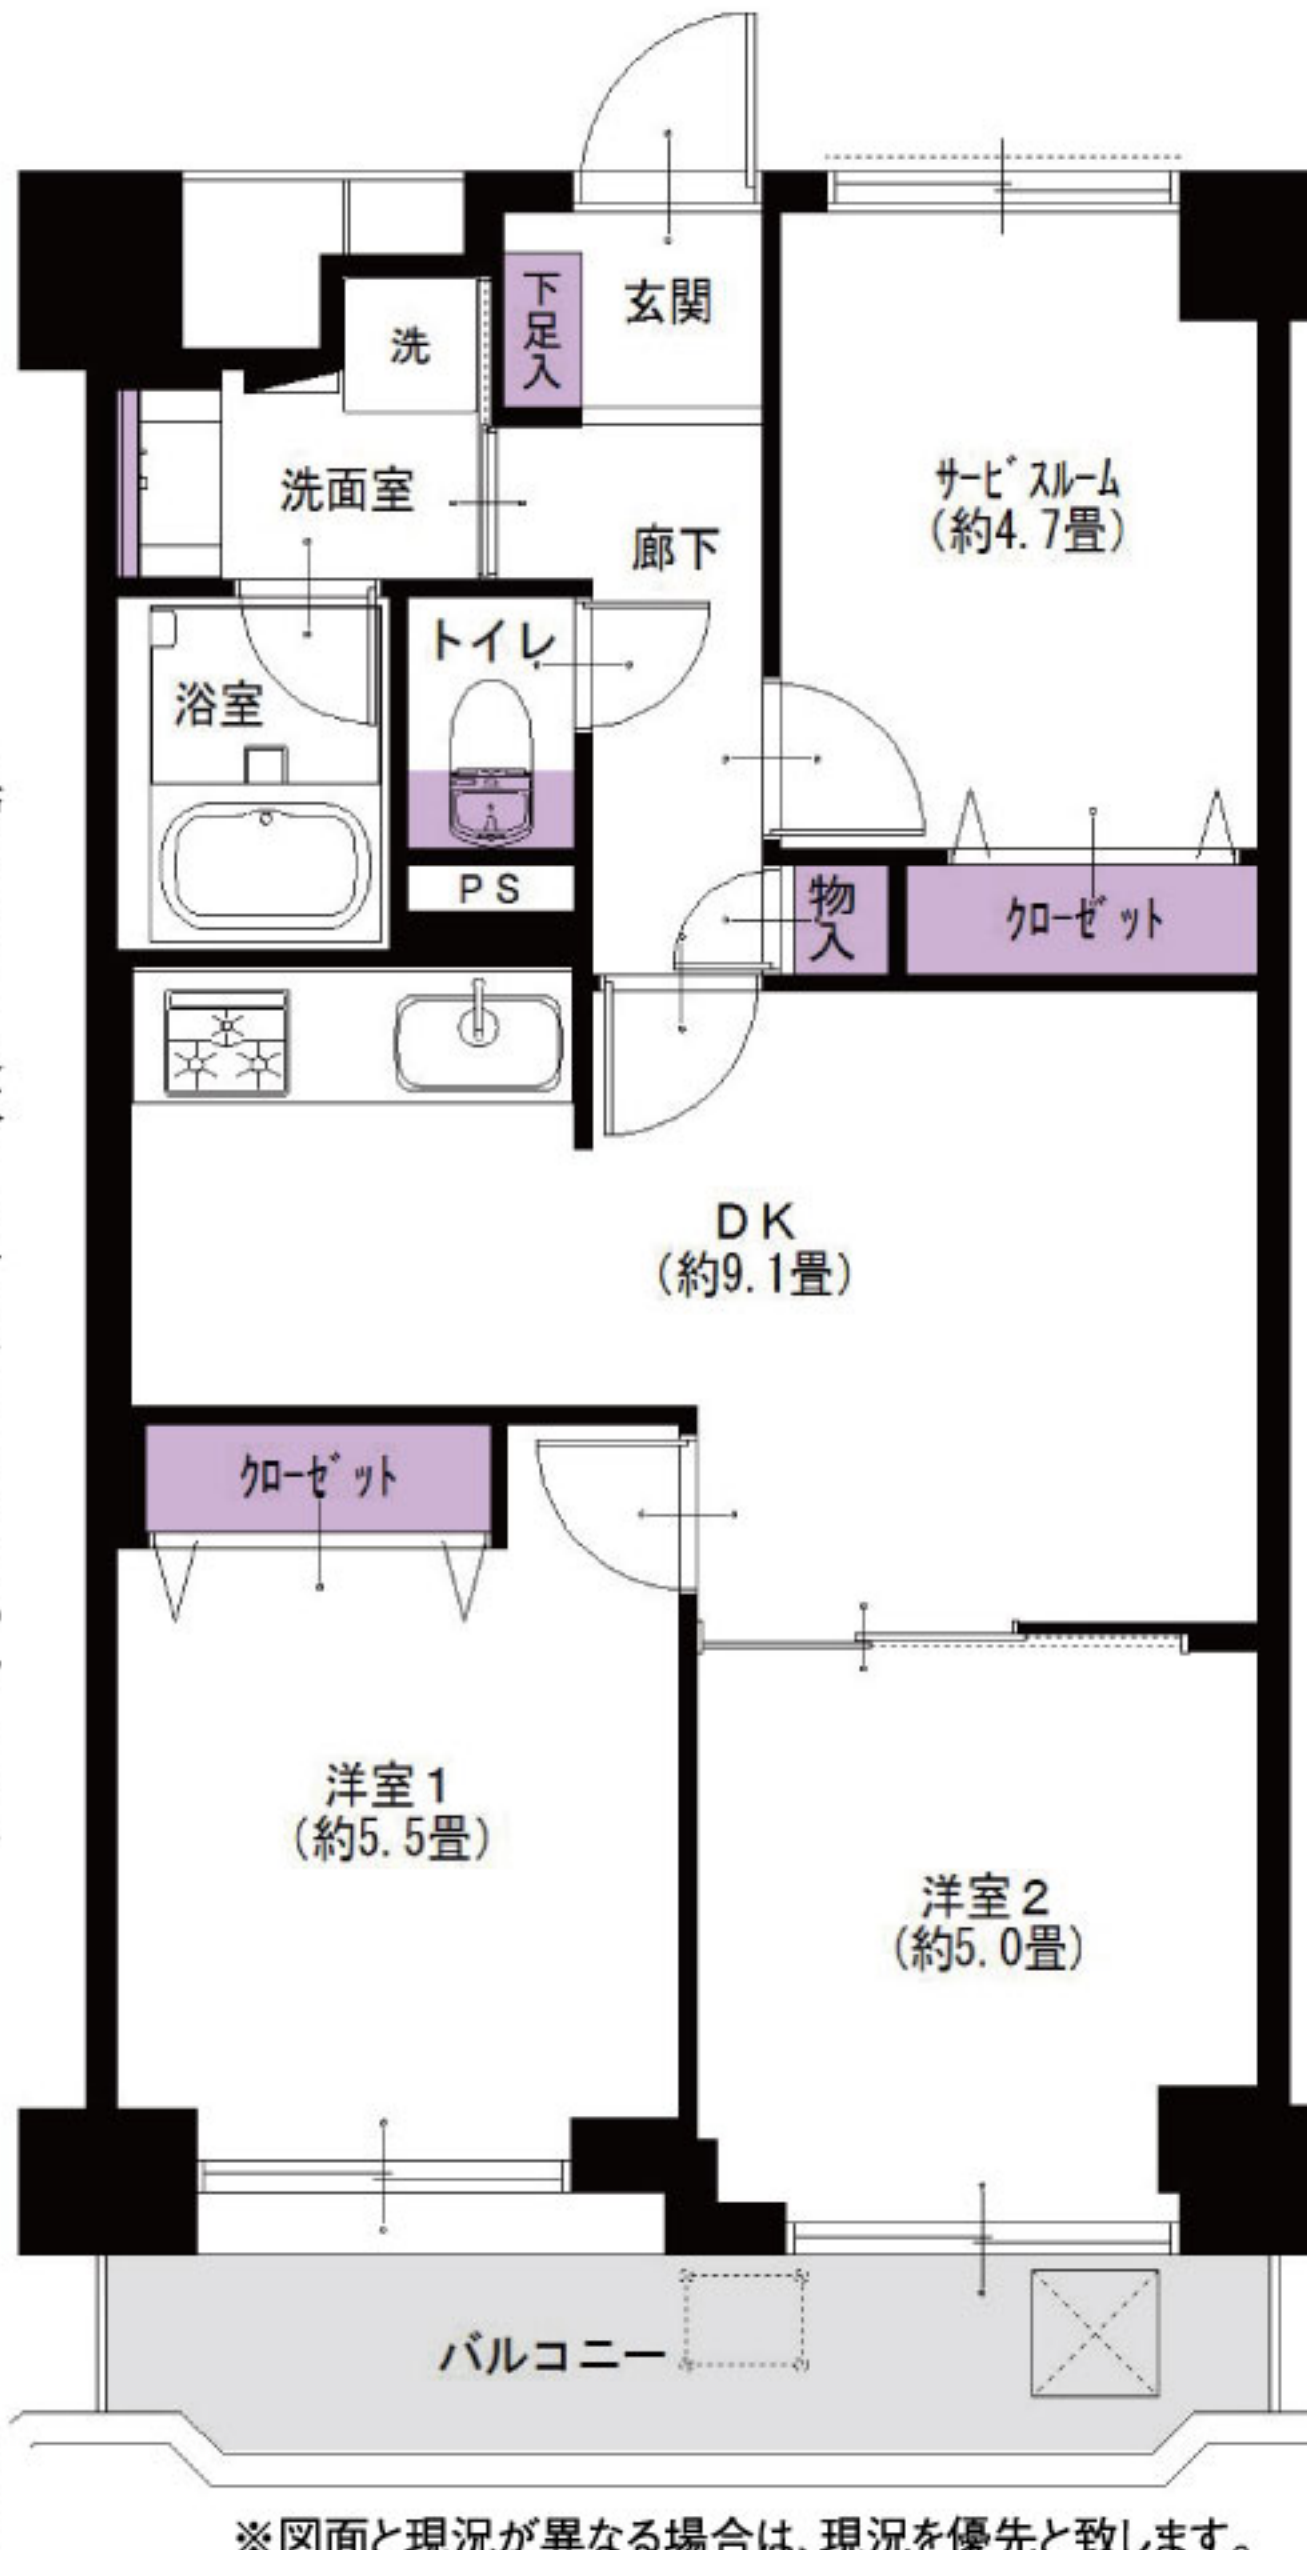 玄関
下足入
洗
サービスルーム
(約4.7畳)
洗面室
廊下
トイレ
浴室
PS
物入
クローゼット
DK
(約9.1畳)
クローゼット
洋室1
(約5.5畳)
洋室2
(約5.0畳)
バルコニー
※図面と現況が異なる場合は、現況を優先と致します。